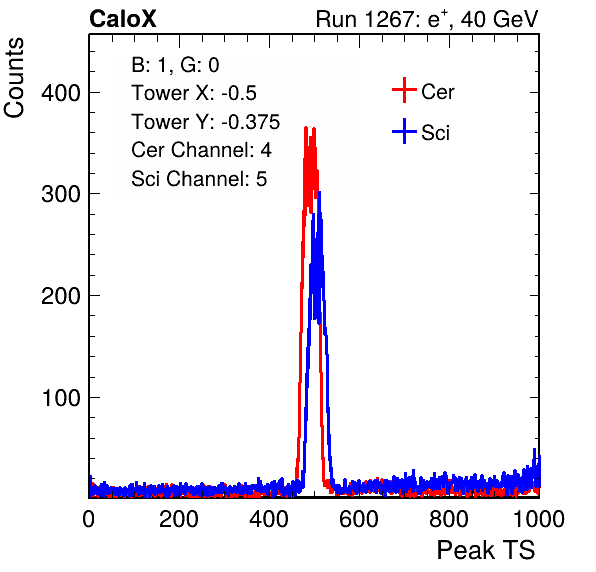 CaloX Run 1267: e⁺, 40 GeV
Counts
B: 1, G: 0
Tower X: -0.5
Tower Y: -0.375
Cer Channel: 4
Sci Channel: 5
Cer
Sci
400
300
200
100
0 200 400 600 800 1000
Peak TS